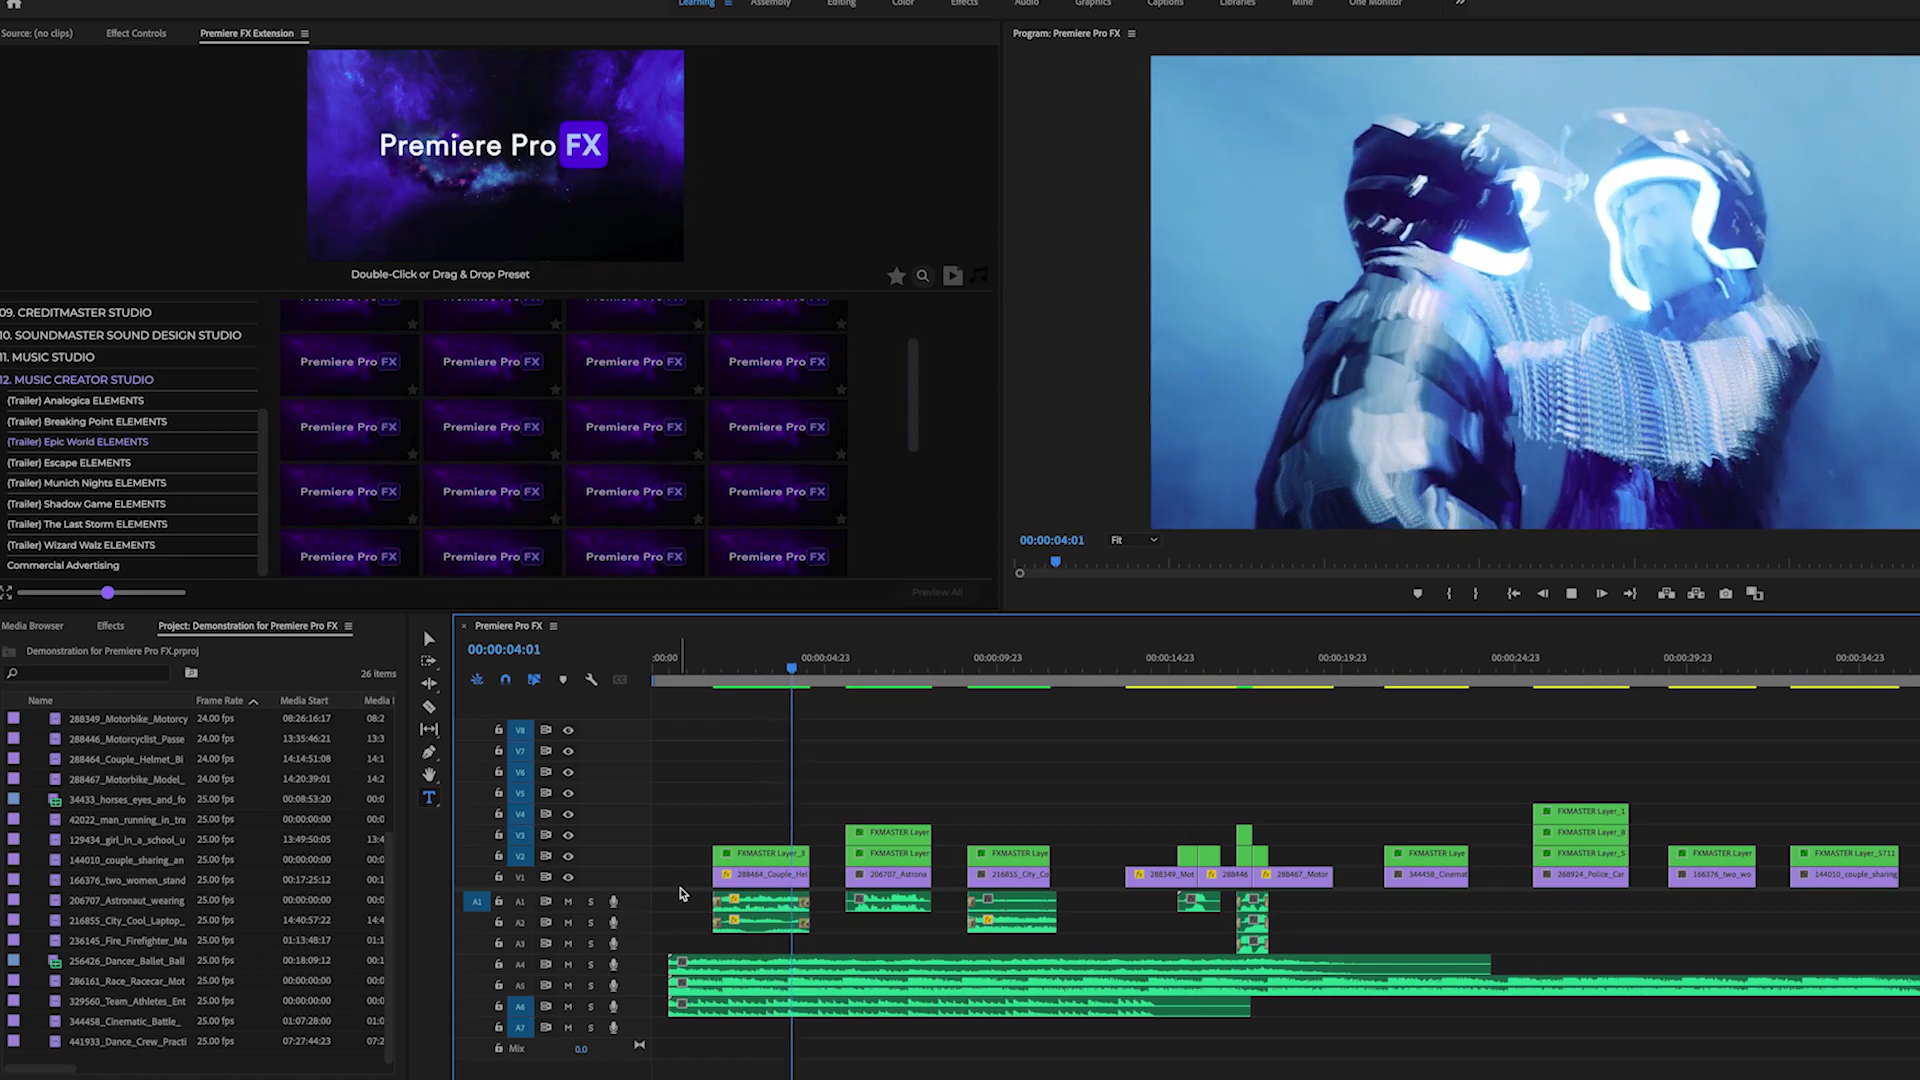 Learning Assembly Editing Color Effects Audio Graphics Captions Libraries Mine One Monitor
Source: (no clips) Effect Controls Premiere FX Extension
Program: Premiere Pro FX
Premiere Pro FX
Double-Click or Drag & Drop Preset
09. CREDITMASTER STUDIO
10. SOUNDMASTER SOUND DESIGN STUDIO
11. MUSIC STUDIO
12. MUSIC CREATOR STUDIO
(Trailer) Analogica ELEMENTS
(Trailer) Breaking Point ELEMENTS
(Trailer) Epic World ELEMENTS
(Trailer) Escape ELEMENTS
(Trailer) Munich Nights ELEMENTS
(Trailer) Shadow Game ELEMENTS
(Trailer) The Last Storm ELEMENTS
(Trailer) Wizard Walz ELEMENTS
Commercial Advertising
Premiere Pro FX Premiere Pro FX Premiere Pro FX Premiere Pro FX
Premiere Pro FX Premiere Pro FX Premiere Pro FX Premiere Pro FX
Premiere Pro FX Premiere Pro FX Premiere Pro FX Premiere Pro FX
Premiere Pro FX Premiere Pro FX Premiere Pro FX Premiere Pro FX
Preview All
00:00:04:01 Fit
Media Browser Effects Project: Demonstration for Premiere Pro FX
Demonstration for Premiere Pro FX.prproj
26 items
Name Frame Rate Media Start Media
288349_Motorbike_Motorcy 24.00 fps 08:26:16:17 08:2
288446_Motorcyclist_Passe 24.00 fps 13:35:46:21 13:3
288464_Couple_Helmet_Bi 24.00 fps 14:14:51:08 14:1
288467_Motorbike_Model_ 24.00 fps 14:20:39:01 14:2
34433_horses_eyes_and_fo 25.00 fps 00:08:53:20 00:0
42022_man_running_in_tra 25.00 fps 00:00:00:00 00:0
129434_girl_in_a_school_u 25.00 fps 13:49:50:05 13:4
144010_couple_sharing_an 25.00 fps 00:00:00:00 00:0
166376_two_women_stand 25.00 fps 00:17:25:12 00:1
206707_Astronaut_wearing 25.00 fps 00:00:00:00 00:0
216855_City_Cool_Laptop_ 25.00 fps 14:40:57:22 14:4
236145_Fire_Firefighter_Ma 25.00 fps 01:13:48:17 01:1
256426_Dancer_Ballet_Ball 25.00 fps 00:18:09:12 00:1
286161_Race_Racecar_Mot 25.00 fps 00:00:00:00 00:0
329560_Team_Athletes_Ent 25.00 fps 00:00:00:00 00:0
344458_Cinematic_Battle_ 25.00 fps 01:07:28:00 01:0
441933_Dance_Crew_Practi 25.00 fps 07:27:44:23 07:2
Premiere Pro FX
00:00:04:01
:00:00 00:00:04:23 00:00:09:23 00:00:14:23 00:00:19:23 00:00:24:23 00:00:29:23 00:00:34:23
V8
V7
V6
V5
V4 FXMASTER Layer_1
V3 FXMASTER Layer FXMASTER Layer_8
V2 FXMASTER Layer_3 FXMASTER Layer FXMASTER Laye FXMASTER Laye FXMASTER Layer_S FXMASTER Layer FXMASTER Layer_S711
V1 288464_Couple_Hel 206707_Astrona 216855_City_Co 288349_Mot 288446 288467_Motor 344458_Cinemat 268924_Police_Car 166376_two_wo 144010_couple_sharing
A1 A1 M S
A2 M S
A3 M S
A4 M S
A5 M S
A6 M S
A7 M S
Mix 0.0